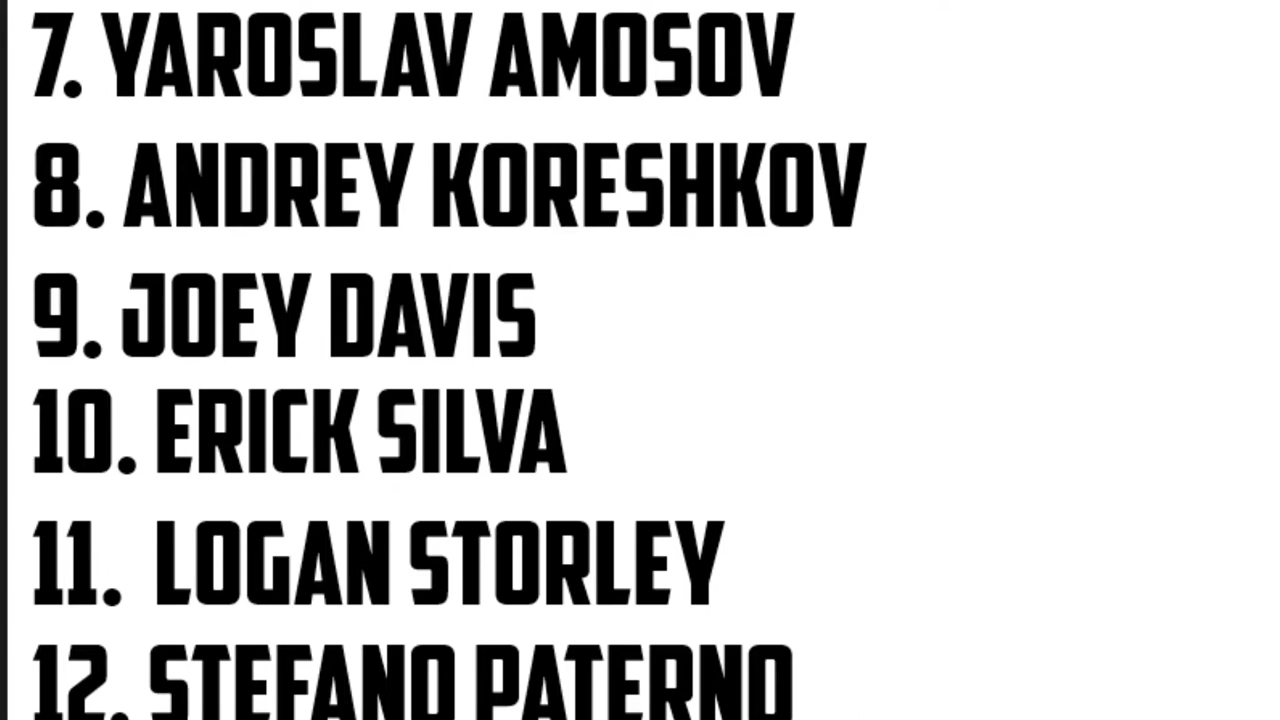 7. YAROSLAV AMOSOV
8. ANDREY KORESHKOV
9. JOEY DAVIS
10. ERICK SILVA
11. LOGAN STORLEY
12. STEFANO PATERNO